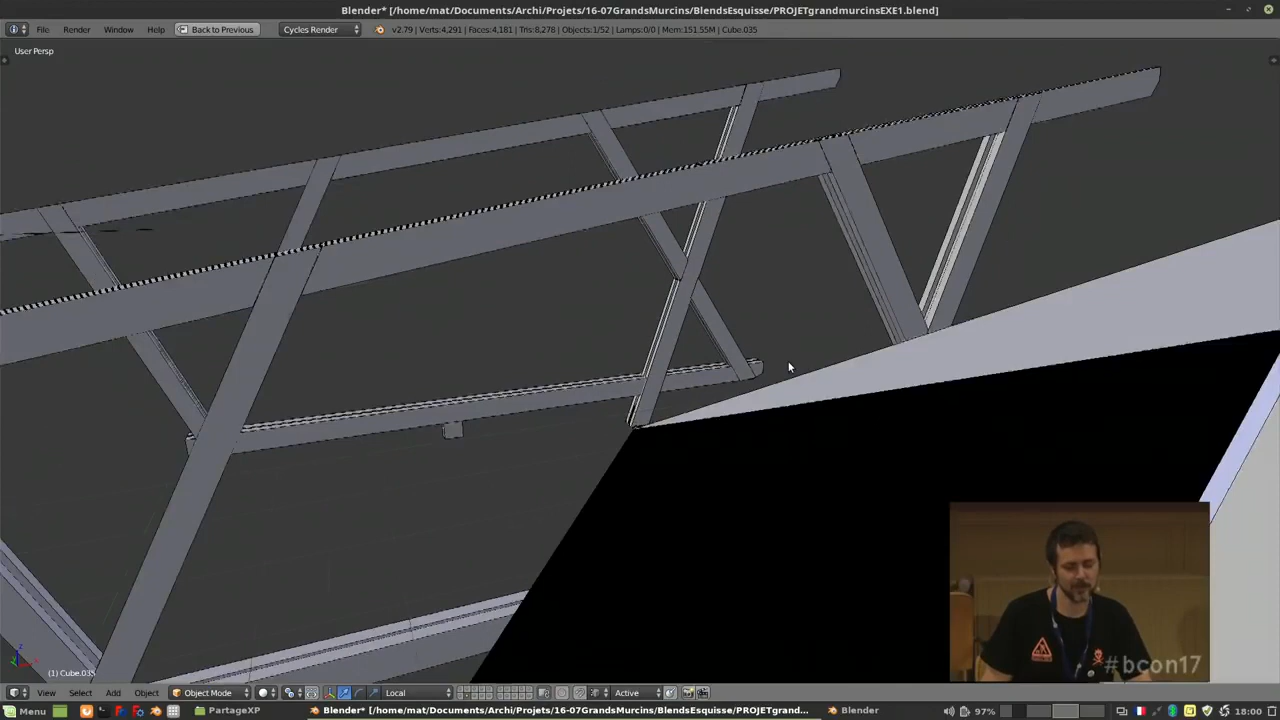 Blender* [/home/mat/Documents/Archi/Projets/16-07GrandsMurcins/BlendsEsquisse/PROJETgrandmurcinsEXE1.blend]
File Render Window Help Back to Previous Cycles Render v2.79 | Verts:4,291 | Faces:4,181 | Tris:8,278 | Objects:1/52 | Lamps:0/0 | Mem:151.55M | Cube.035
User Persp
#bcon17
(1) Cube.035
View Select Add Object Object Mode Local Active
Menu PartageXP Blender* [/home/mat/Documents/Archi/Projets/16-07GrandsMurcins/BlendsEsquisse/PROJETgrandm... Blender 97% 18:00